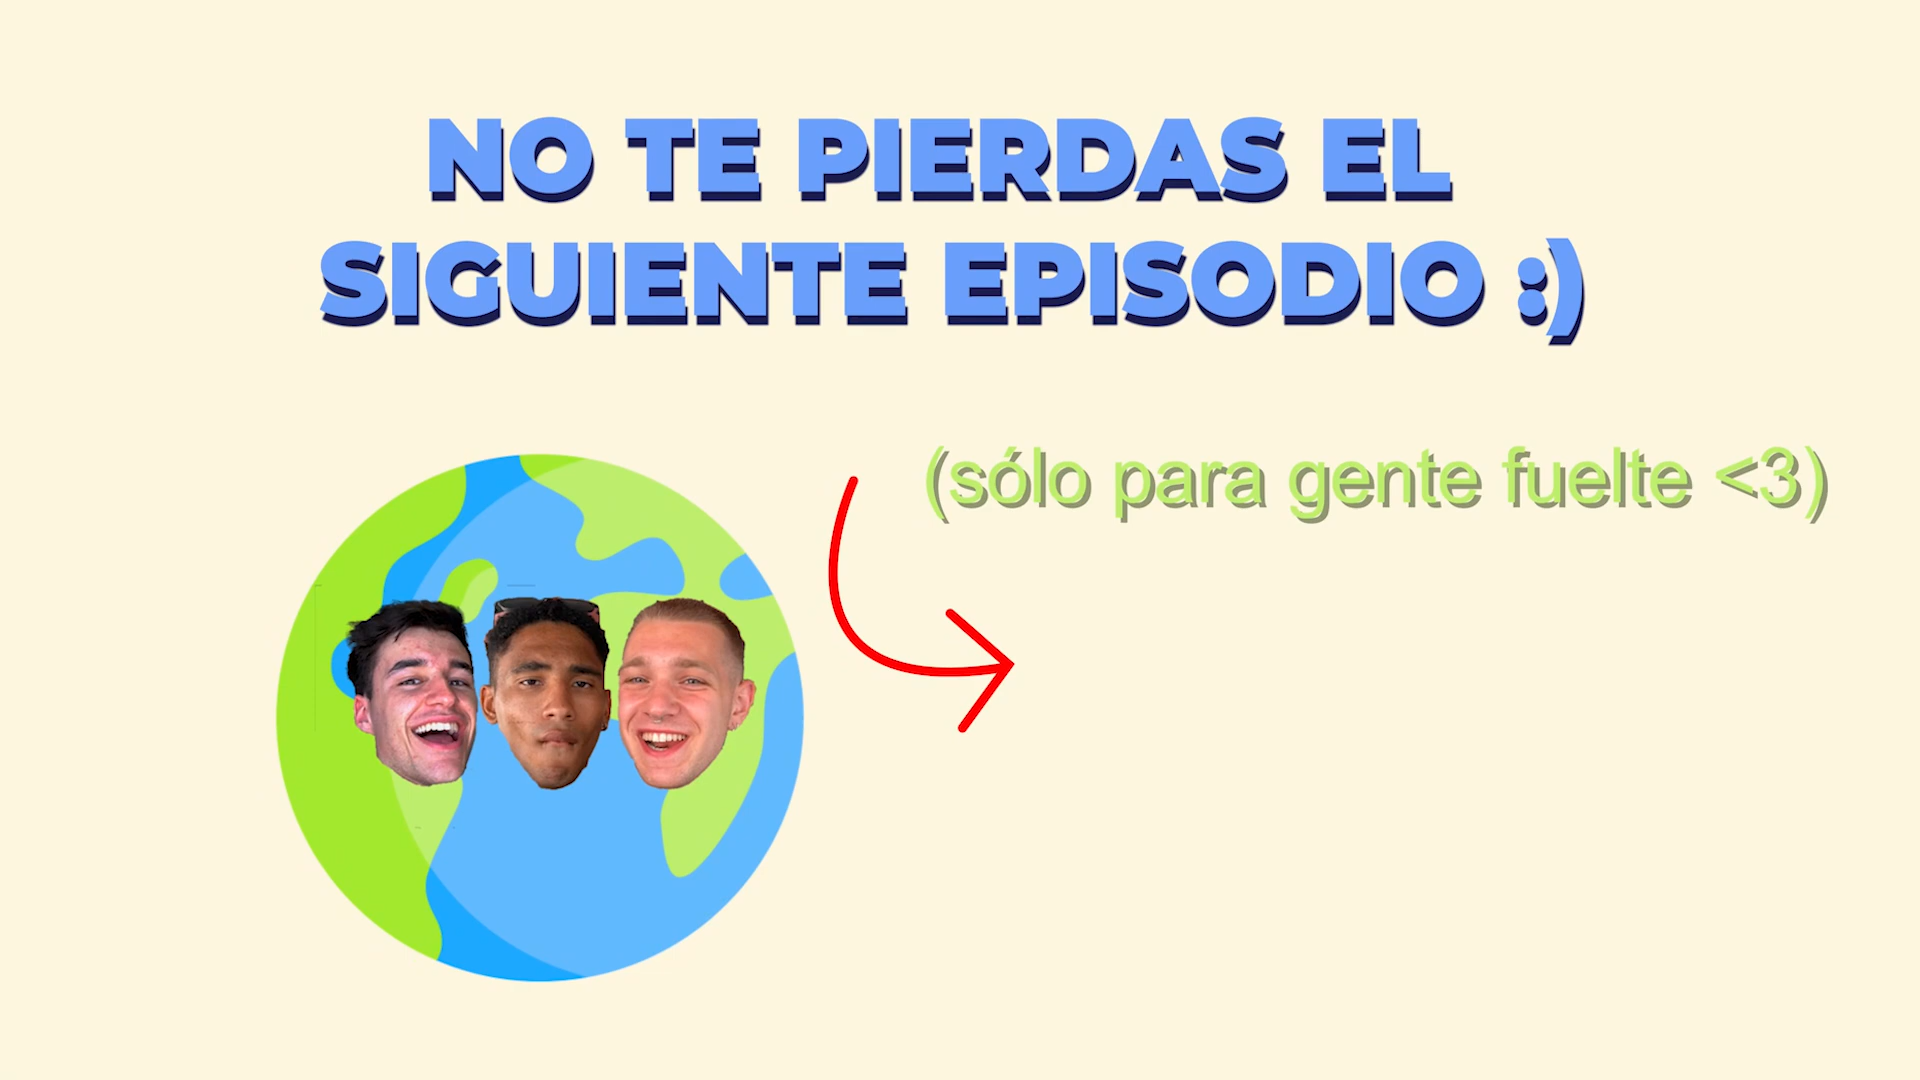 NO TE PIERDAS EL
SIGUIENTE EPISODIO :)
(sólo para gente fuelte <3)